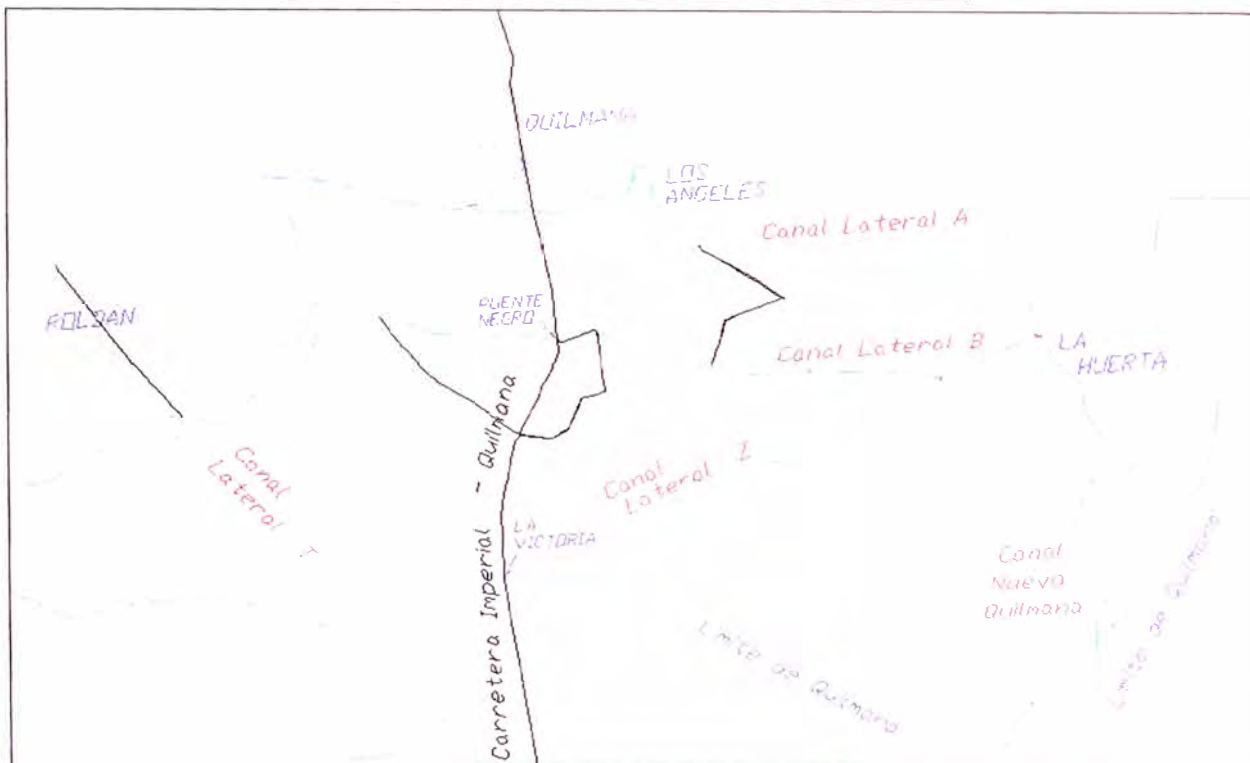 QUILMANA
LOS
ANGELES
Canal Lateral A
ROLDAN
PUENTE
NEGRO
Canal Lateral B
LA
HUERTA
Carretera Imperial - Quilmana
Canal
Lateral I
Canal
Lateral
LA
VICTORIA
Canal
Nuevo
Quilmana
Limite de Quilmana
Limite de Quilmana